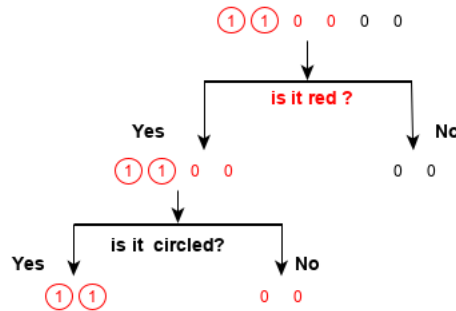 1 1 0 0 0 0
is it red ?
Yes No
1 1 0 0 0 0
is it circled?
Yes No
1 1 0 0